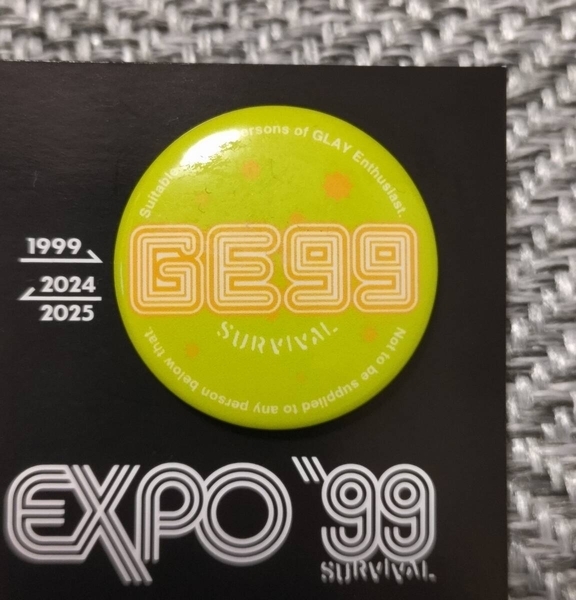 Suitable
persons of GLAY Enthusiast.
1999
GE99
2024
2025
SURVIVAL
Not to be supplied to any person below that.
EXPO '99
SURVIVAL